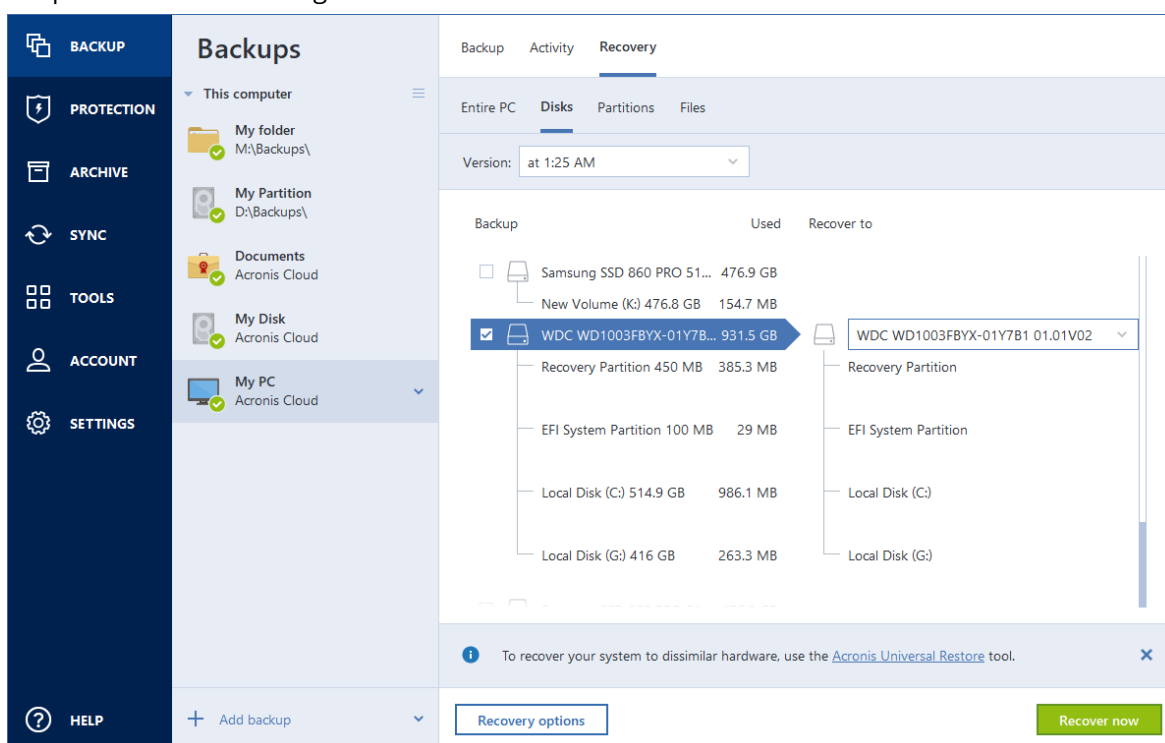 BACKUP
PROTECTION
ARCHIVE
SYNC
TOOLS
ACCOUNT
SETTINGS
HELP
Backups
This computer
My folder
M:\Backups\
My Partition
D:\Backups\
Documents
Acronis Cloud
My Disk
Acronis Cloud
My PC
Acronis Cloud
Add backup
Backup Activity Recovery
Entire PC Disks Partitions Files
Version: at 1:25 AM
Backup Used Recover to
Samsung SSD 860 PRO 51... 476.9 GB
New Volume (K:) 476.8 GB 154.7 MB
WDC WD1003FBYX-01Y7B... 931.5 GB WDC WD1003FBYX-01Y7B1 01.01V02
Recovery Partition 450 MB 385.3 MB Recovery Partition
EFI System Partition 100 MB 29 MB EFI System Partition
Local Disk (C:) 514.9 GB 986.1 MB Local Disk (C:)
Local Disk (G:) 416 GB 263.3 MB Local Disk (G:)
To recover your system to dissimilar hardware, use the Acronis Universal Restore tool.
Recovery options Recover now